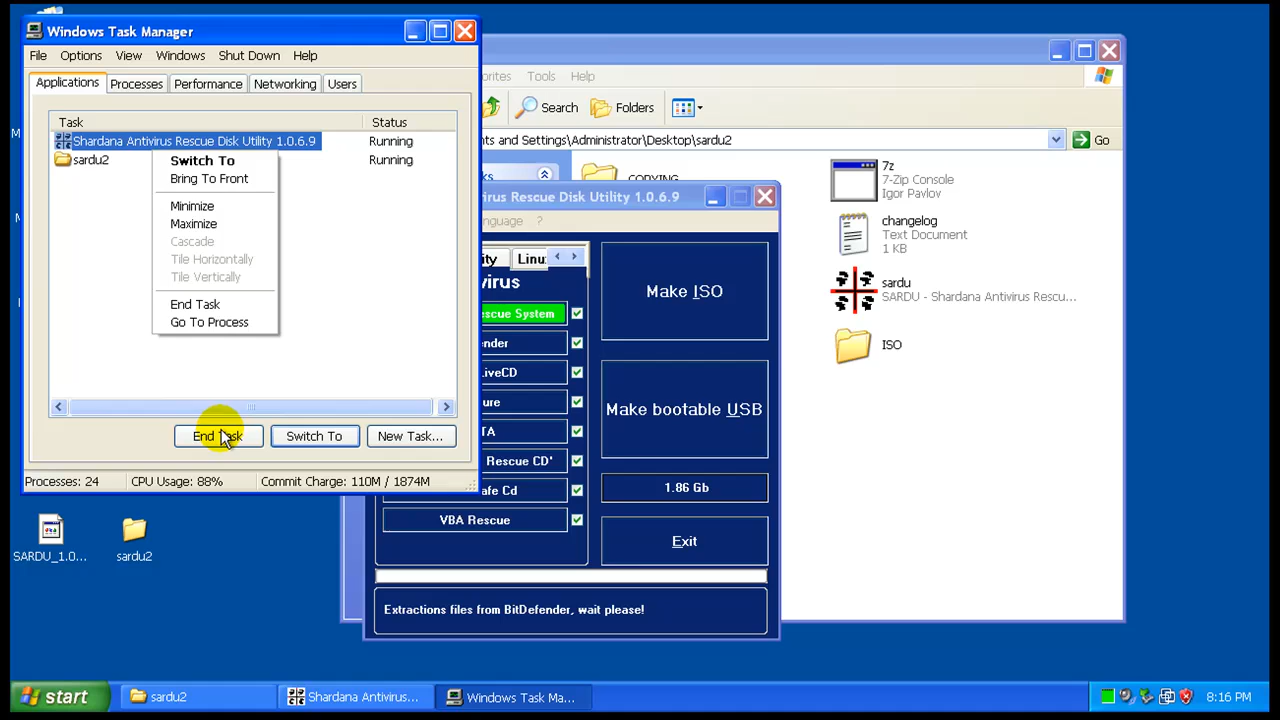 Windows Task Manager
File Options View Windows Shut Down Help
Applications Processes Performance Networking Users
Task Status
Shardana Antivirus Rescue Disk Utility 1.0.6.9 Running
sardu2 Running
Switch To
Bring To Front
Minimize
Maximize
Cascade
Tile Horizontally
Tile Vertically
End Task
Go To Process
End Task Switch To New Task...
Processes: 24 CPU Usage: 88% Commit Charge: 110M / 1874M
Tools Help
Search Folders
nts and Settings\Administrator\Desktop\sardu2 Go
COPYING
7z
7-Zip Console
Igor Pavlov
changelog
Text Document
1 KB
sardu
SARDU - Shardana Antivirus Rescu...
ISO
irus Rescue Disk Utility 1.0.6.9
nguage ?
ity Linu
virus
escue System
ender
LiveCD
ure
TA
Rescue CD'
afe Cd
VBA Rescue
Make ISO
Make bootable USB
1.86 Gb
Exit
Extractions files from BitDefender, wait please!
SARDU_1.0...
sardu2
start
sardu2
Shardana Antivirus...
Windows Task Ma...
8:16 PM